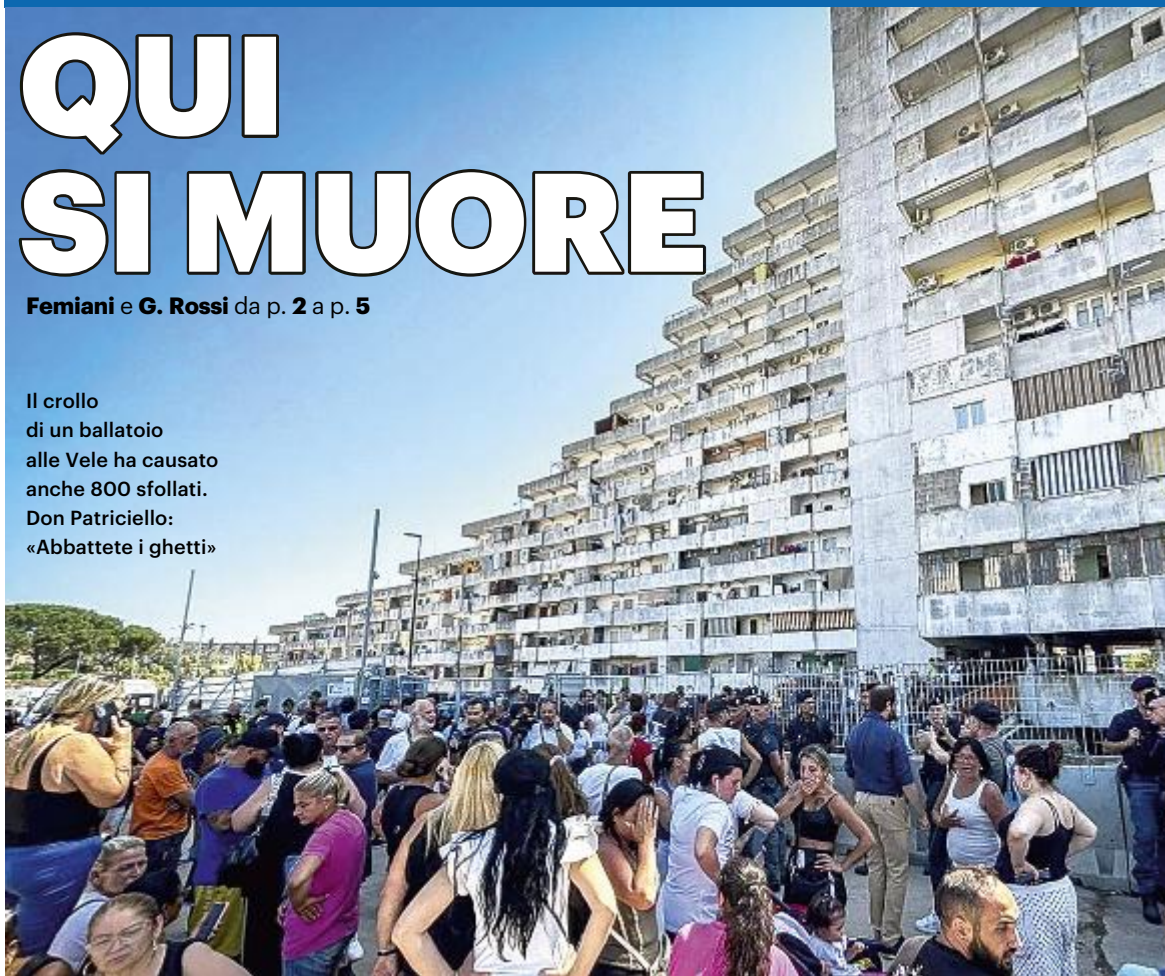 QUI
SI MUORE
Femiani e G. Rossi da p. 2 a p. 5
Il crollo
di un ballatoio
alle Vele ha causato
anche 800 sfollati.
Don Patriciello:
«Abbattete i ghetti»